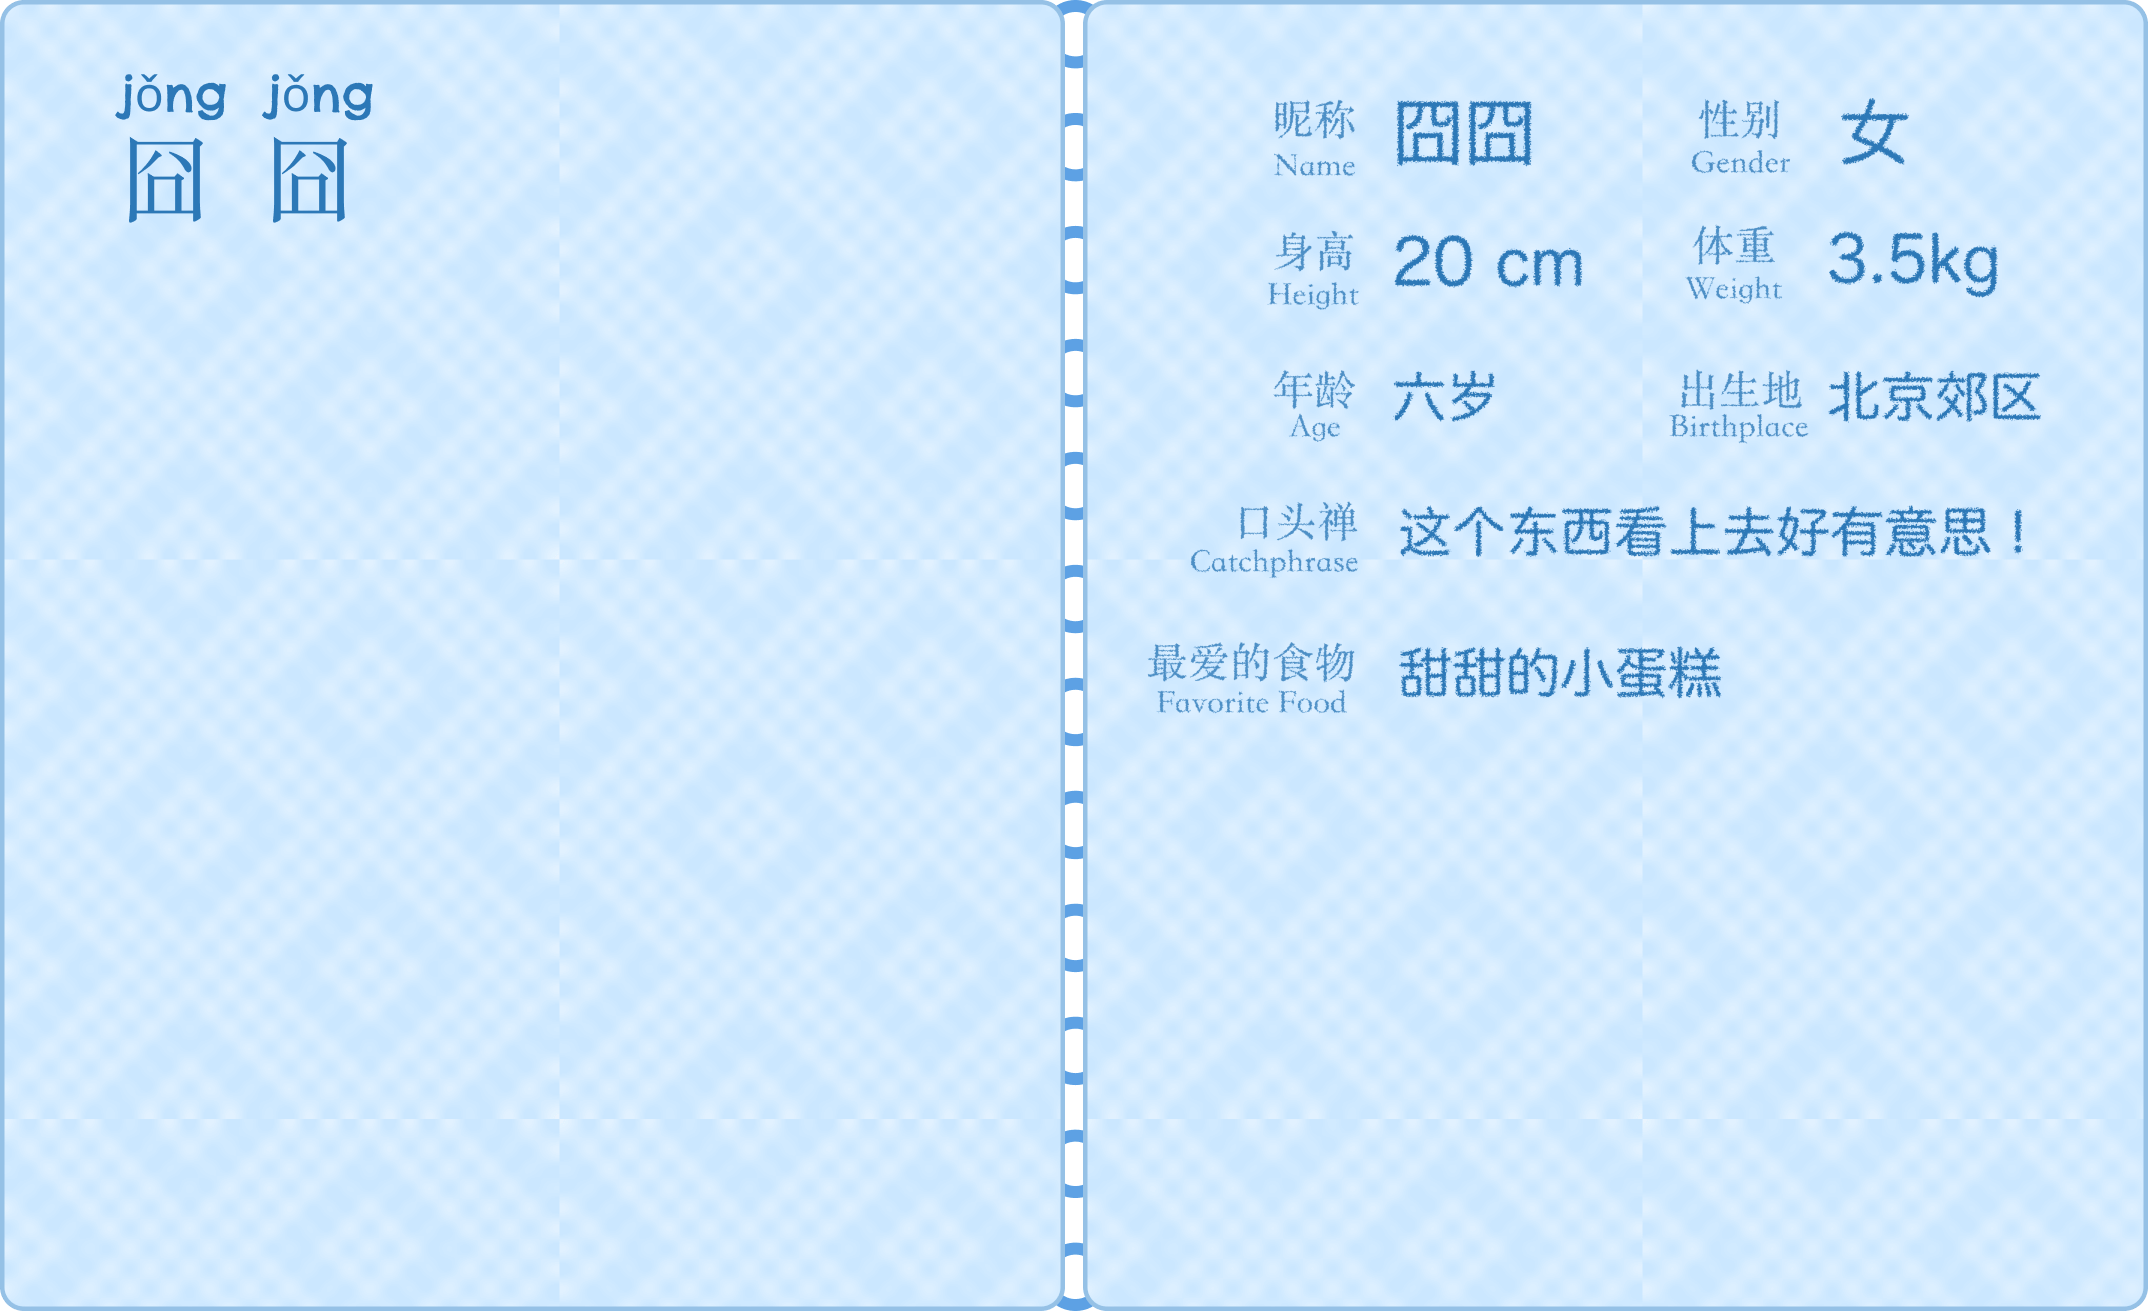 jǒng jǒng
囧 囧
昵称 囧囧 性别 女
Name Gender
身高 20 cm 体重 3.5kg
Height Weight
年龄 六岁 出生地 北京郊区
Age Birthplace
口头禅 这个东西看上去好有意思！
Catchphrase
最爱的食物 甜甜的小蛋糕
Favorite Food